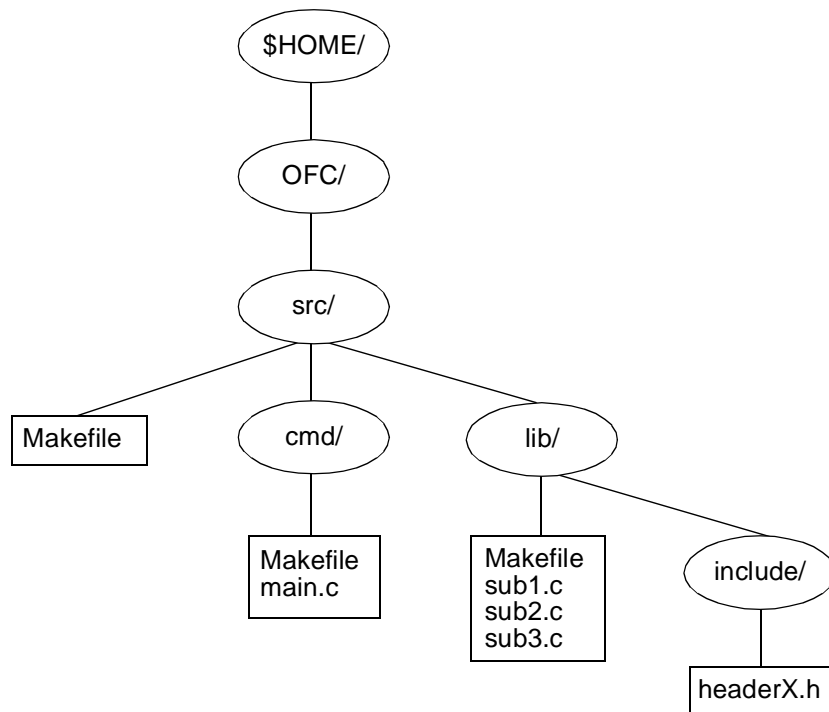 $HOME/
OFC/
src/
Makefile
cmd/
lib/
Makefile
main.c
Makefile
sub1.c
sub2.c
sub3.c
include/
headerX.h